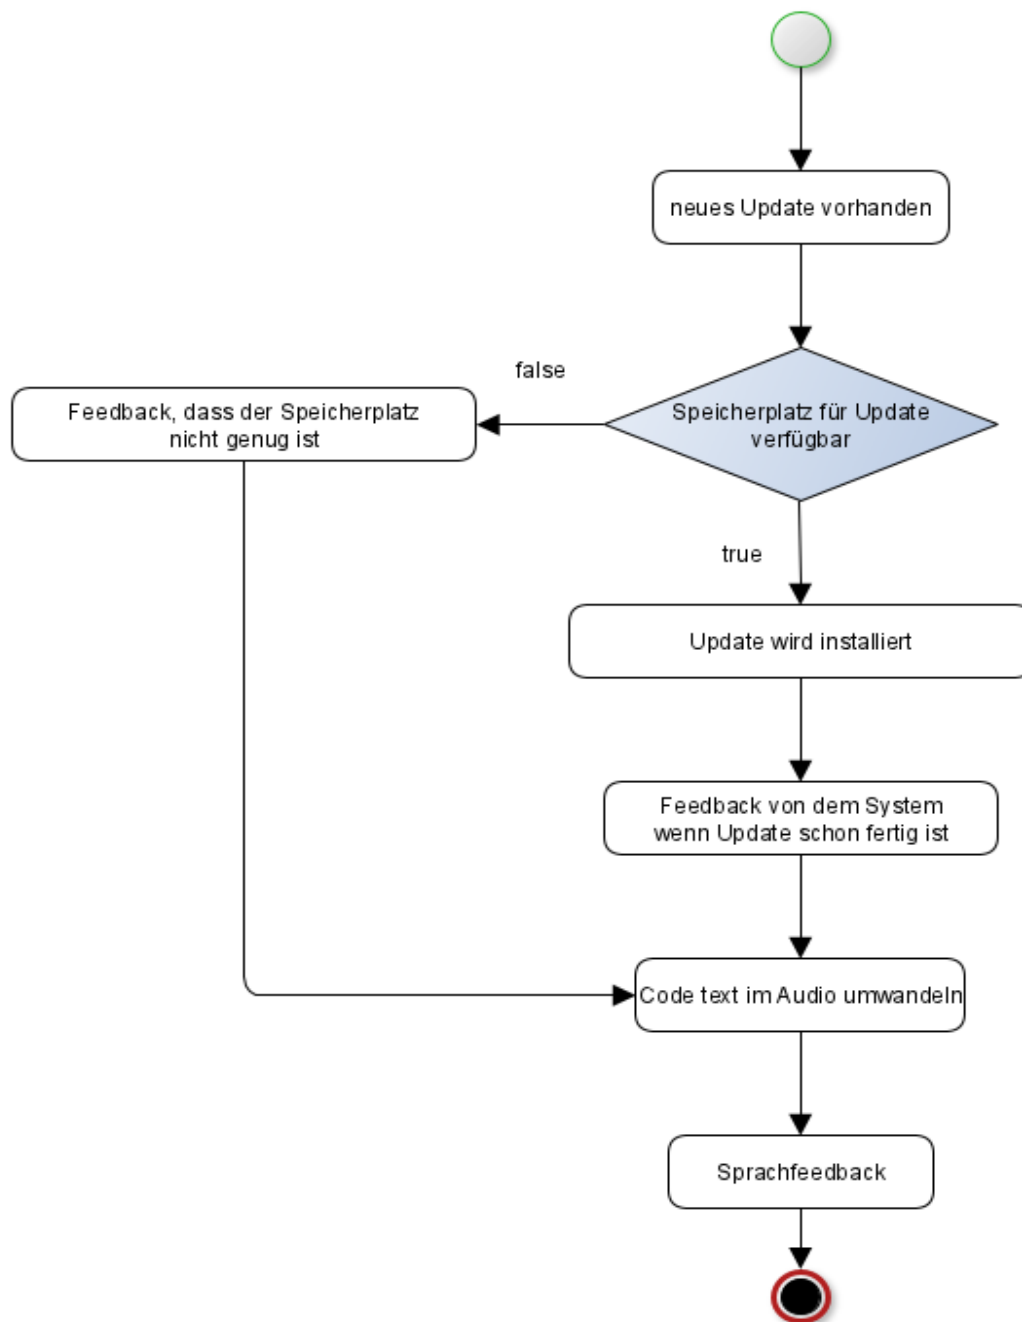 neues Update vorhanden
false
Speicherplatz für Update
verfügbar
Feedback, dass der Speicherplatz
nicht genug ist
true
Update wird installiert
Feedback von dem System
wenn Update schon fertig ist
Code text im Audio umwandeln
Sprachfeedback